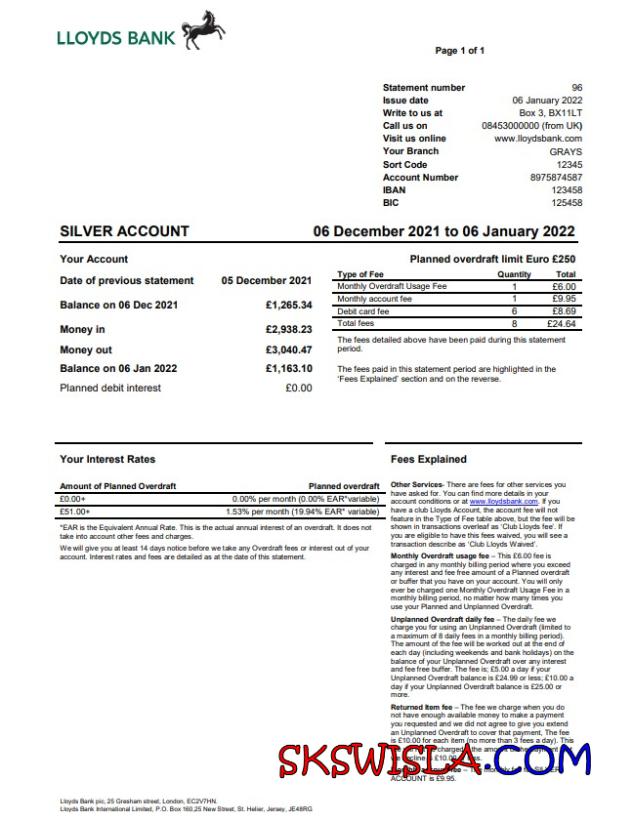 LLOYDS BANK
Page 1 of 1
Statement number 96
Issue date 06 January 2022
Write to us at Box 3, BX11LT
Call us on 08453000000 (from UK)
Visit us online www.lloydsbank.com
Your Branch GRAYS
Sort Code 12345
Account Number 8975874587
IBAN 123458
BIC 125458
SILVER ACCOUNT 06 December 2021 to 06 January 2022
Your Account
Date of previous statement 05 December 2021
Balance on 06 Dec 2021 £1,265.34
Money in £2,938.23
Money out £3,040.47
Balance on 06 Jan 2022 £1,163.10
Planned debit interest £0.00
Planned overdraft limit Euro £250
Type of Fee Quantity Total
Monthly Overdraft Usage Fee 1 £6.00
Monthly account fee 1 £9.95
Debit card fee 6 £8.69
Total fees 8 £24.64
The fees detailed above have been paid during this statement
period.
The fees paid in this statement period are highlighted in the
'Fees Explained' section and on the reverse.
Your Interest Rates
Amount of Planned Overdraft Planned overdraft
£0.00+ 0.00% per month (0.00% EAR*variable)
£51.00+ 1.53% per month (19.94% EAR*variable)
*EAR is the Equivalent Annual Rate. This is the actual annual interest of an overdraft. It does not
take into account other fees and charges.
We will give you at least 14 days notice before we take any Overdraft fees or interest out of your
account. Interest rates and fees are detailed as at the date of this statement.
Fees Explained
Other Services- There are fees for other services you
have asked for. You can find more details in your
account conditions or at www.lloydsbank.com. If you
have a club Lloyds Account, the account fee will not
feature in the Type of Fee table above, but the fee will be
shown in transactions overleaf as 'Club Lloyds fee'. If
you are eligible to have this fees waived, you will see a
transaction describe as 'Club Lloyds Waived'.
Monthly Overdraft usage fee – This £6.00 fee is
charged in any monthly billing period where you exceed
any interest and fee free amount of a Planned overdraft
or buffer that you have on your account. You will only
ever be charged one Monthly Overdraft Usage Fee in a
monthly billing period, no matter how many times you
use your Planned and Unplanned Overdraft.
Unplanned Overdraft daily fee – The daily fee we
charge you for using an Unplanned Overdraft (limited to
a maximum of 8 daily fees in a monthly billing period).
The amount of the fee will be worked out at the end of
each day (including weekends and bank holidays) on the
balance of your Unplanned Overdraft over any interest
and fee free buffer. The fee is; £5.00 a day if your
Unplanned Overdraft balance is £24.99 or less; £10.00 a
day if your Unplanned Overdraft balance is £25.00 or
more.
Returned Item fee – The fee we charge when you do
not have enough available money to make a payment
you requested and we did not agree to give you extend
an Unplanned Overdraft to cover that payment, The fee
is £10.00 for each item (no more than 3 fees a day). This
charged
£10.00
ACCOUNT is £9.95.
SKSWISLA.COM
Lloyds Bank plc, 25 Gresham street, London, EC2V7HN.
Lloyds Bank International Limited, P.O. Box 160,25 New Street, St. Helier, Jersey, JE48RG